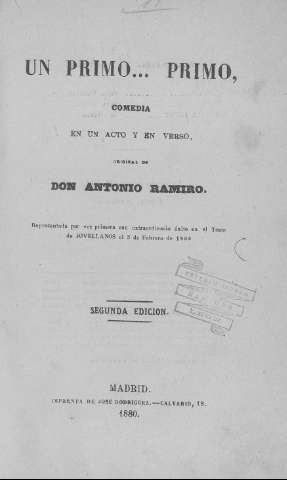 UN PRIMO... PRIMO,
COMEDIA
EN UN ACTO Y EN VERSO,
ORIGINAL DE
DON ANTONIO RAMIRO.
Representada por vez primera con extraordinario éxito en el Teatro
de JOVELLANOS el 3 de Febrero de
SEGUNDA EDICION.
MADRID.
IMPRENTA DE JOSÉ RODRIGUEZ.—CALVARIO, 18.
1880.